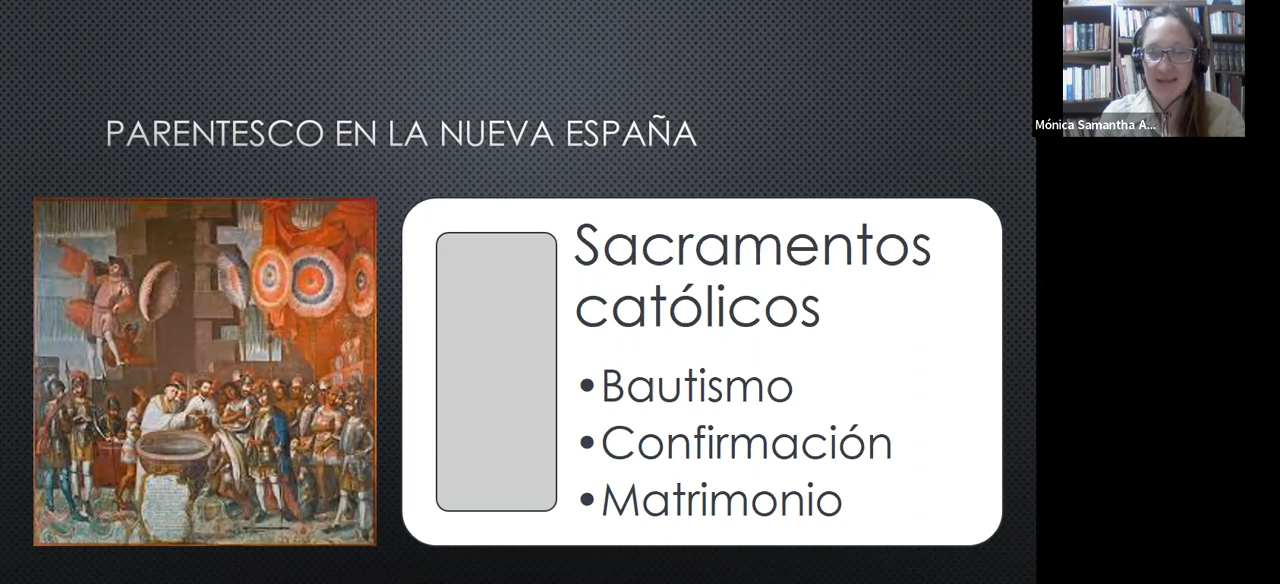 PARENTESCO EN LA NUEVA ESPAÑA
Sacramentos
católicos
•Bautismo
•Confirmación
•Matrimonio
Mónica Samantha A...